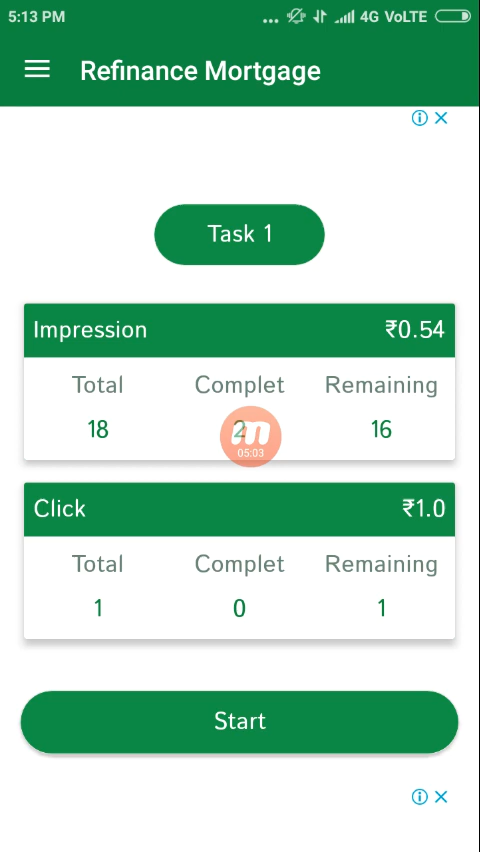 5:13 PM ... 4G VoLTE
Refinance Mortgage
Task 1
Impression ₹0.54
Total Complet Remaining
18 2 16
m
05:03
Click ₹1.0
Total Complet Remaining
1 0 1
Start